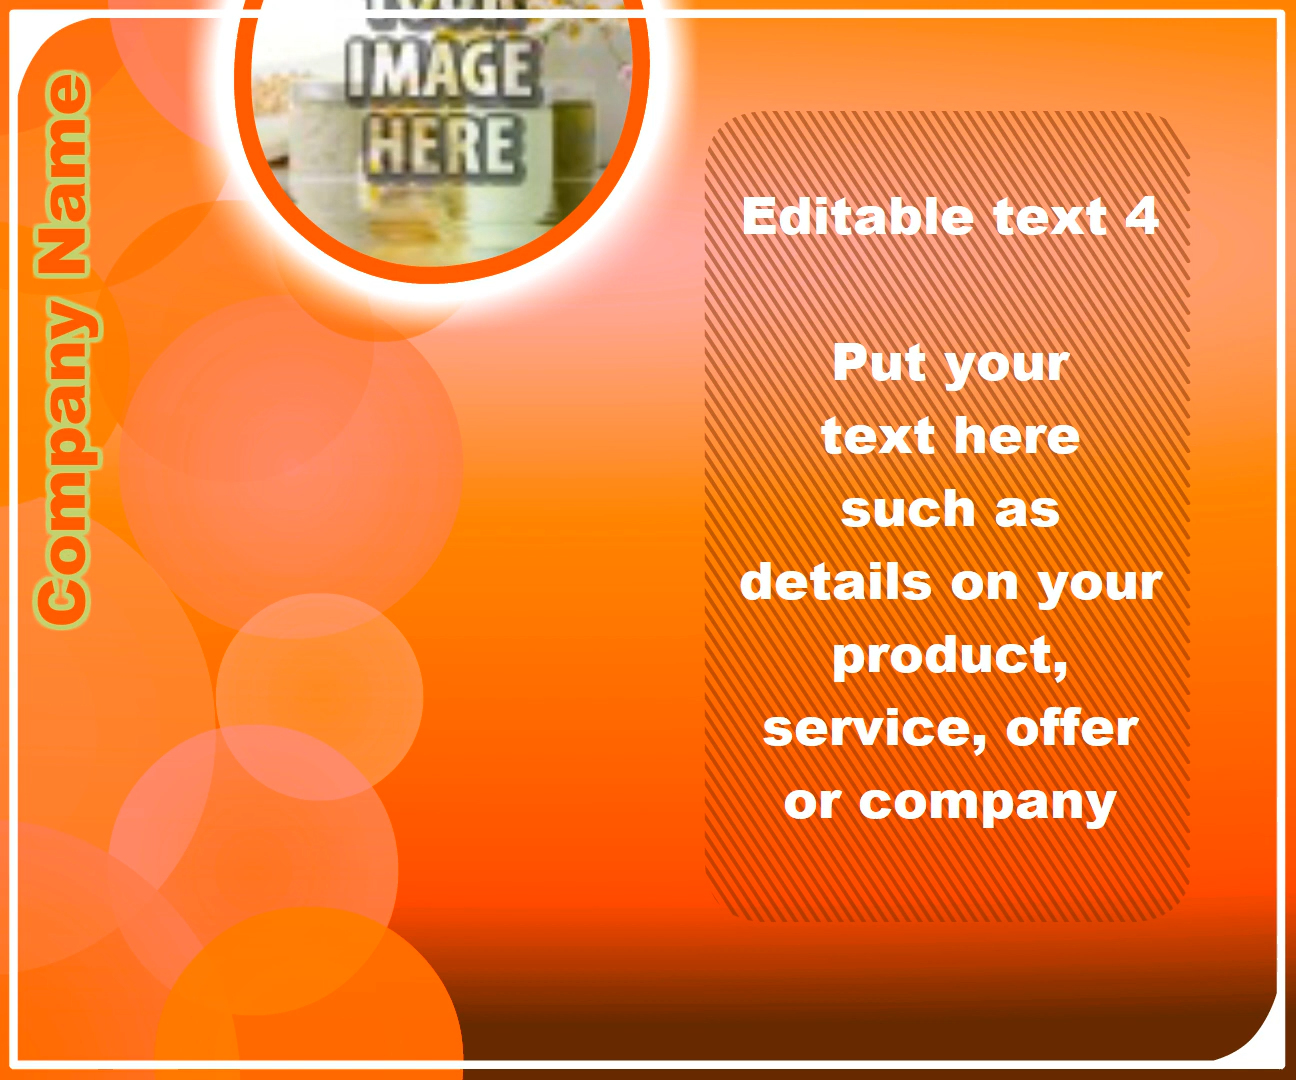 IMAGE
HERE
Company Name
Editable text 4
Put your
text here
such as
details on your
product,
service, offer
or company